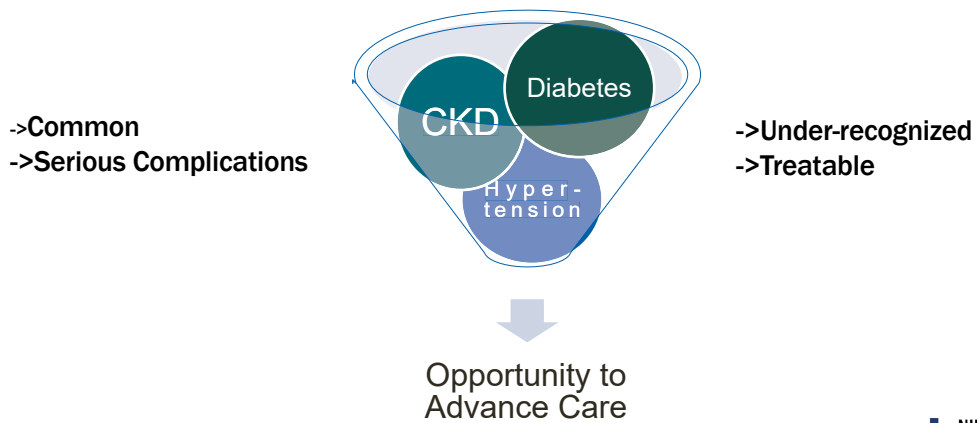 ->Common
->Serious Complications
CKD
Diabetes
Hyper-
tension
->Under-recognized
->Treatable
Opportunity to
Advance Care